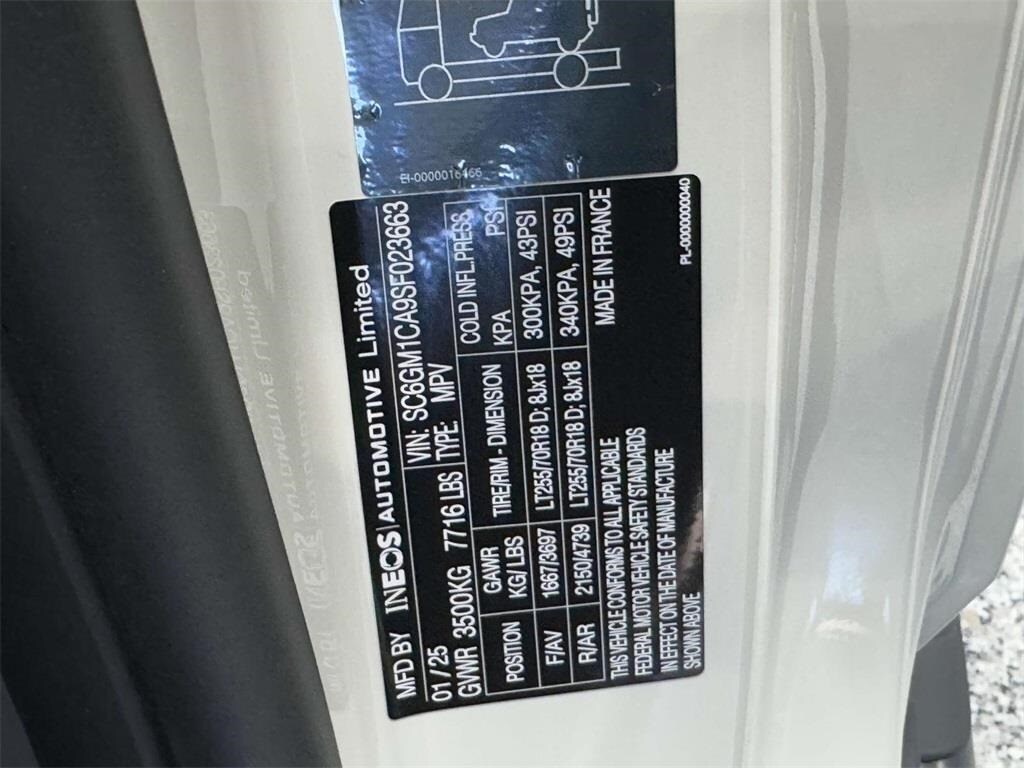 EI-0000016466
MFD BY INEOS AUTOMOTIVE Limited
01 / 25 VIN: SC6GM1CA9SF023663
GVWR 3500KG 7716 LBS TYPE: MPV
POSITION GAWR KG/LBS TIRE/RIM - DIMENSION COLD INFL.PRESS KPA PSI
F/AV 1667/3697 LT255/70R18 D; 8Jx18 300KPA, 43PSI
R/AR 2150/4739 LT255/70R18 D; 8Jx18 340KPA, 49PSI
THIS VEHICLE CONFORMS TO ALL APPLICABLE MADE IN FRANCE
FEDERAL MOTOR VEHICLE SAFETY STANDARDS
IN EFFECT ON THE DATE OF MANUFACTURE
SHOWN ABOVE
PL-0000000040